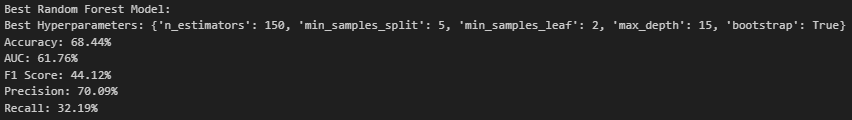 Best Random Forest Model:
Best Hyperparameters: {'n_estimators': 150, 'min_samples_split': 5, 'min_samples_leaf': 2, 'max_depth': 15, 'bootstrap': True}
Accuracy: 68.44%
AUC: 61.76%
F1 Score: 44.12%
Precision: 70.09%
Recall: 32.19%